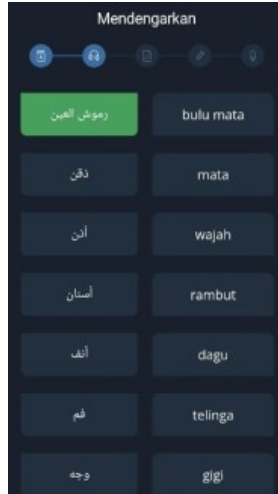 Mendengarkan
رموش العين bulu mata
ذقن mata
أذن wajah
أسنان rambut
أنف dagu
فم telinga
وجه gigi